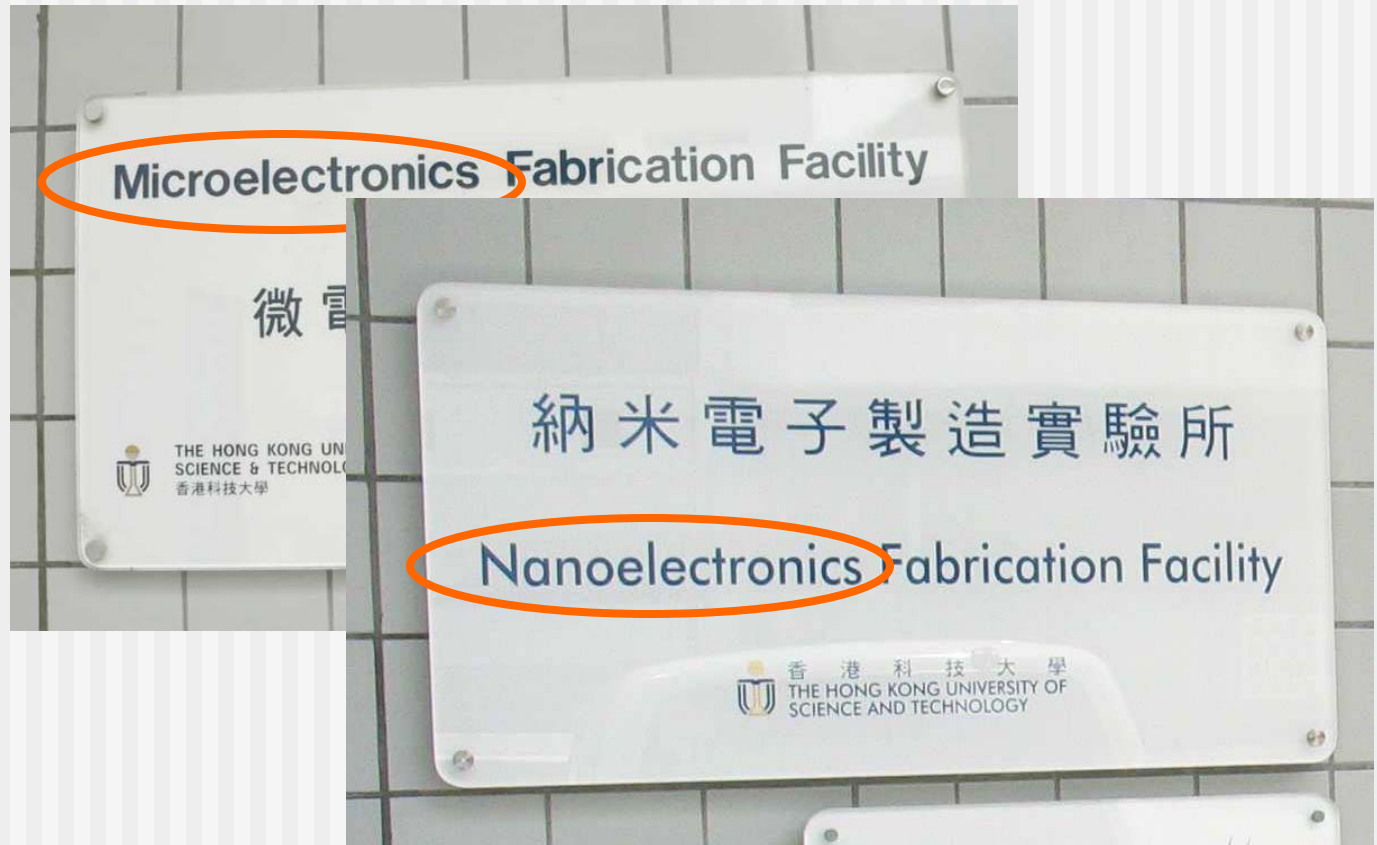 Microelectronics Fabrication Facility
微
THE HONG KONG UN
SCIENCE & TECHNOLO
香港科技大學
納米電子製造實驗所
Nanoelectronics Fabrication Facility
香港科技大學
THE HONG KONG UNIVERSITY OF
SCIENCE AND TECHNOLOGY